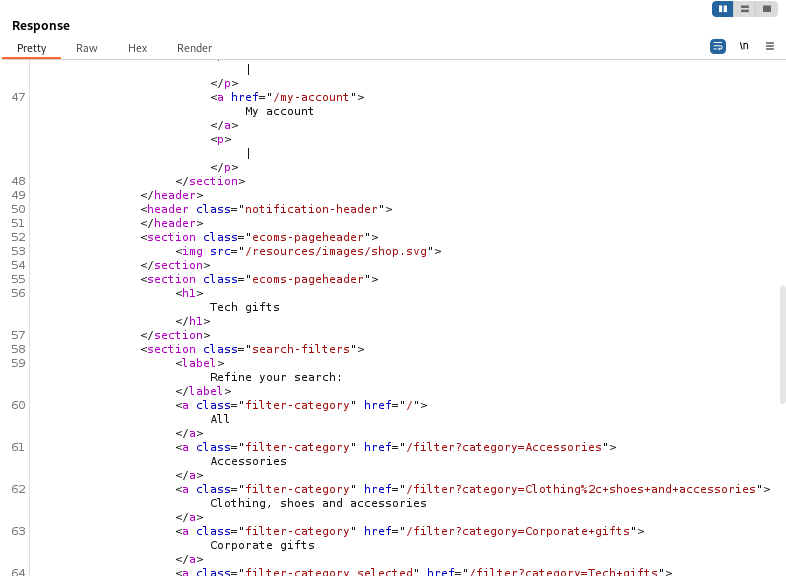 Response
Pretty Raw Hex Render \n
|
</p>
47 <a href="/my-account">
My account
</a>
<p>
|
</p>
48 </section>
49 </header>
50 <header class="notification-header">
51 </header>
52 <section class="ecoms-pageheader">
53 <img src="/resources/images/shop.svg">
54 </section>
55 <section class="ecoms-pageheader">
56 <h1>
Tech gifts
</h1>
57 </section>
58 <section class="search-filters">
59 <label>
Refine your search:
</label>
60 <a class="filter-category" href="/">
All
</a>
61 <a class="filter-category" href="/filter?category=Accessories">
Accessories
</a>
62 <a class="filter-category" href="/filter?category=Clothing%2c+shoes+and+accessories">
Clothing, shoes and accessories
</a>
63 <a class="filter-category" href="/filter?category=Corporate+gifts">
Corporate gifts
</a>
64 <a class="filter-category selected" href="/filter?category=Tech+gifts">